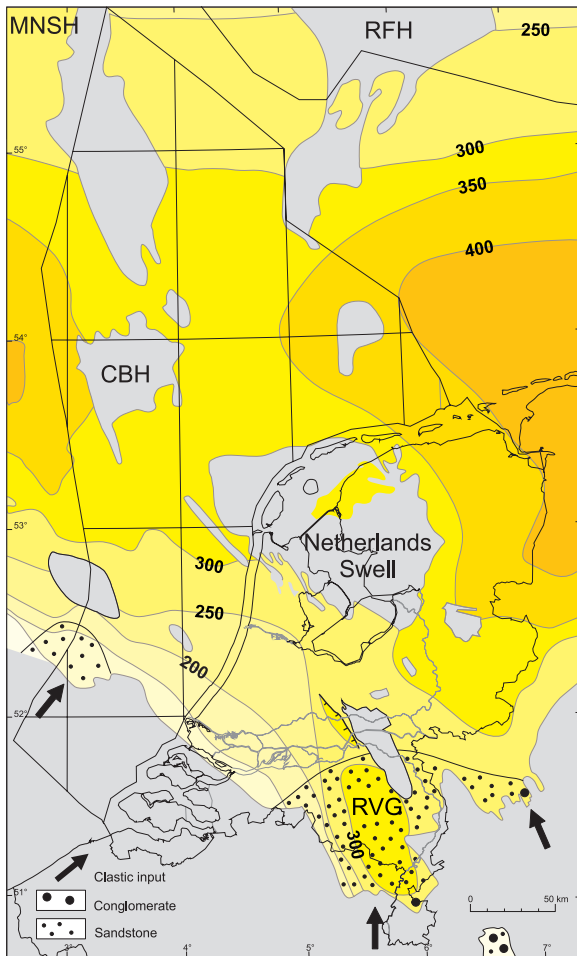 MNSH
RFH
250
55°
300
350
400
54°
CBH
53°
Netherlands
Swell
300
250
200
52°
RVG
300
51°
Clastic input
Conglomerate
Sandstone
0
50 km
3°
4°
5°
6°